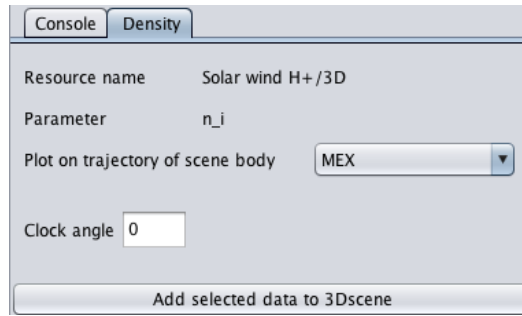 Console Density
Resource name Solar wind H+/3D
Parameter n_i
Plot on trajectory of scene body MEX
Clock angle 0
Add selected data to 3Dscene